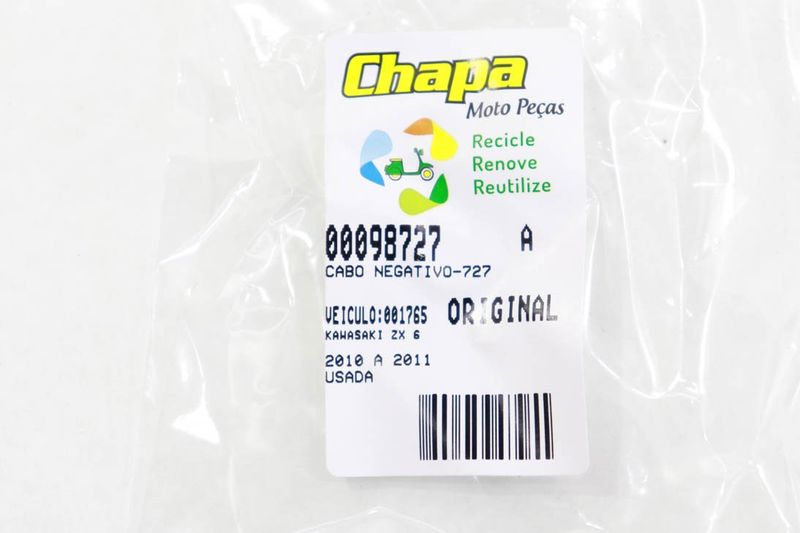 Chapa
Moto Peças
Recicle
Renove
Reutilize
00098727 A
CABO NEGATIVO-727
VEICULO:001765 ORIGINAL
KAWASAKI ZX 6
2010 A 2011
USADA